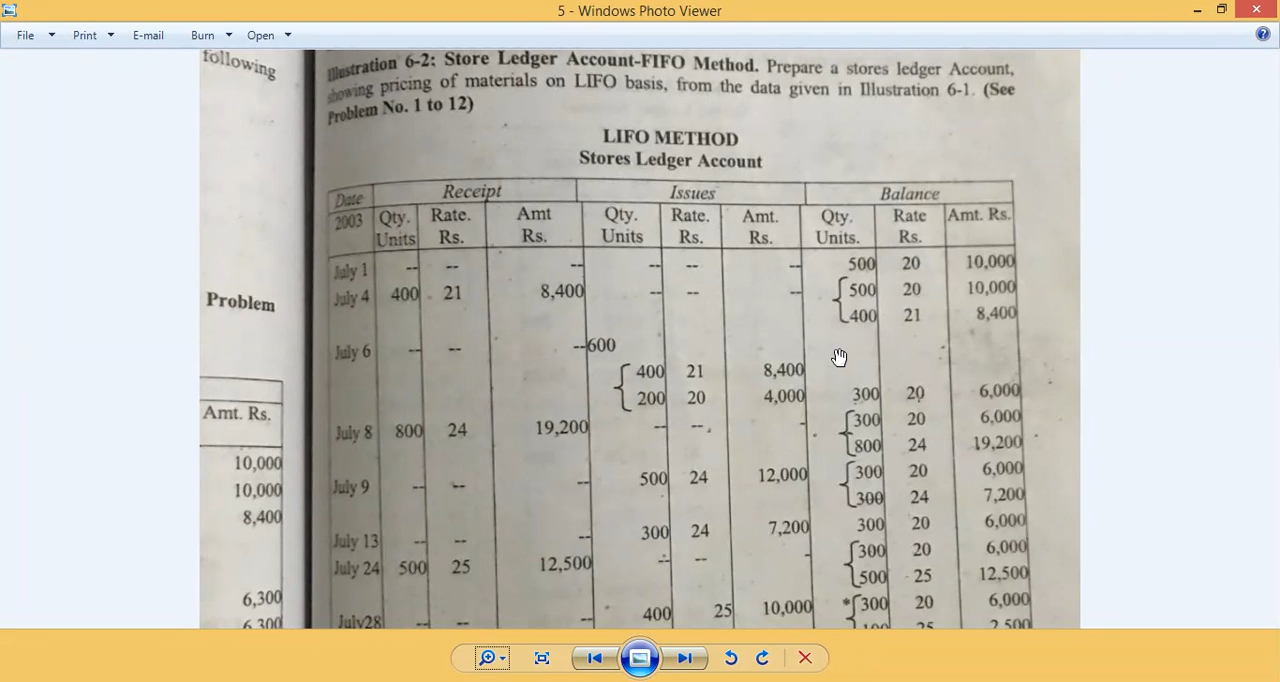 5 - Windows Photo Viewer
File Print E-mail Burn Open
following
Problem
Amt. Rs.
10,000
10,000
8,400
6,300
6,300
Illustration 6-2: Store Ledger Account-FIFO Method. Prepare a stores ledger Account,
showing pricing of materials on LIFO basis, from the data given in Illustration 6-1. (See
Problem No. 1 to 12)
LIFO METHOD
Stores Ledger Account
Date Receipt Issues Balance
2003 Qty. Rate. Amt Qty. Rate. Amt. Qty. Rate Amt. Rs.
Units Rs. Rs. Units Rs. Rs. Units. Rs.
July 1 -- -- -- -- -- -- 500 20 10,000
July 4 400 21 8,400 -- -- -- 500 20 10,000
400 21 8,400
July 6 -- -- -- 600
400 21 8,400
200 20 4,000 300 20 6,000
July 8 800 24 19,200 -- -- - 300 20 6,000
800 24 19,200
July 9 -- -- -- 500 24 12,000 300 20 6,000
300 24 7,200
July 13 -- -- -- 300 24 7,200 300 20 6,000
July 24 500 25 12,500 -- -- - 300 20 6,000
500 25 12,500
July28 -- -- -- 400 25 10,000 *300 20 6,000
100 25 2,500